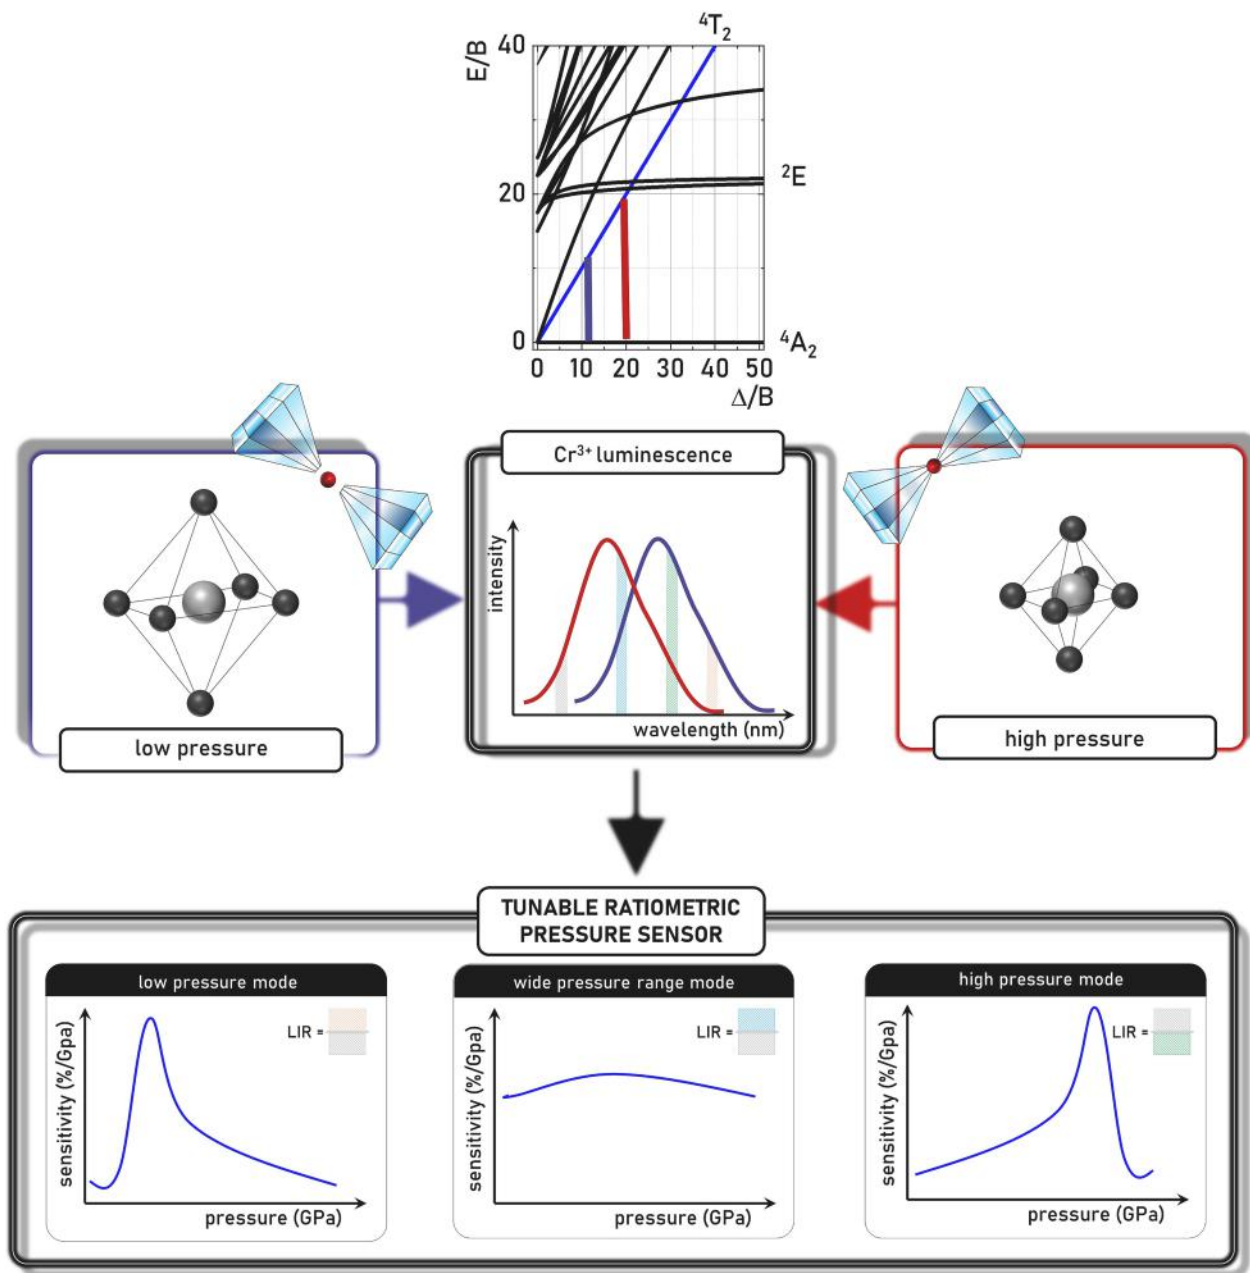 ⁴T₂
E/B
40
²E
20
0
⁴A₂
0 10 20 30 40 50
Δ/B
Cr³⁺ luminescence
intensity
wavelength (nm)
low pressure
high pressure
TUNABLE RATIOMETRIC
PRESSURE SENSOR
low pressure mode
LIR =
sensitivity (%/Gpa)
pressure (GPa)
wide pressure range mode
LIR =
sensitivity (%/Gpa)
pressure (GPa)
high pressure mode
LIR =
sensitivity (%/Gpa)
pressure (GPa)